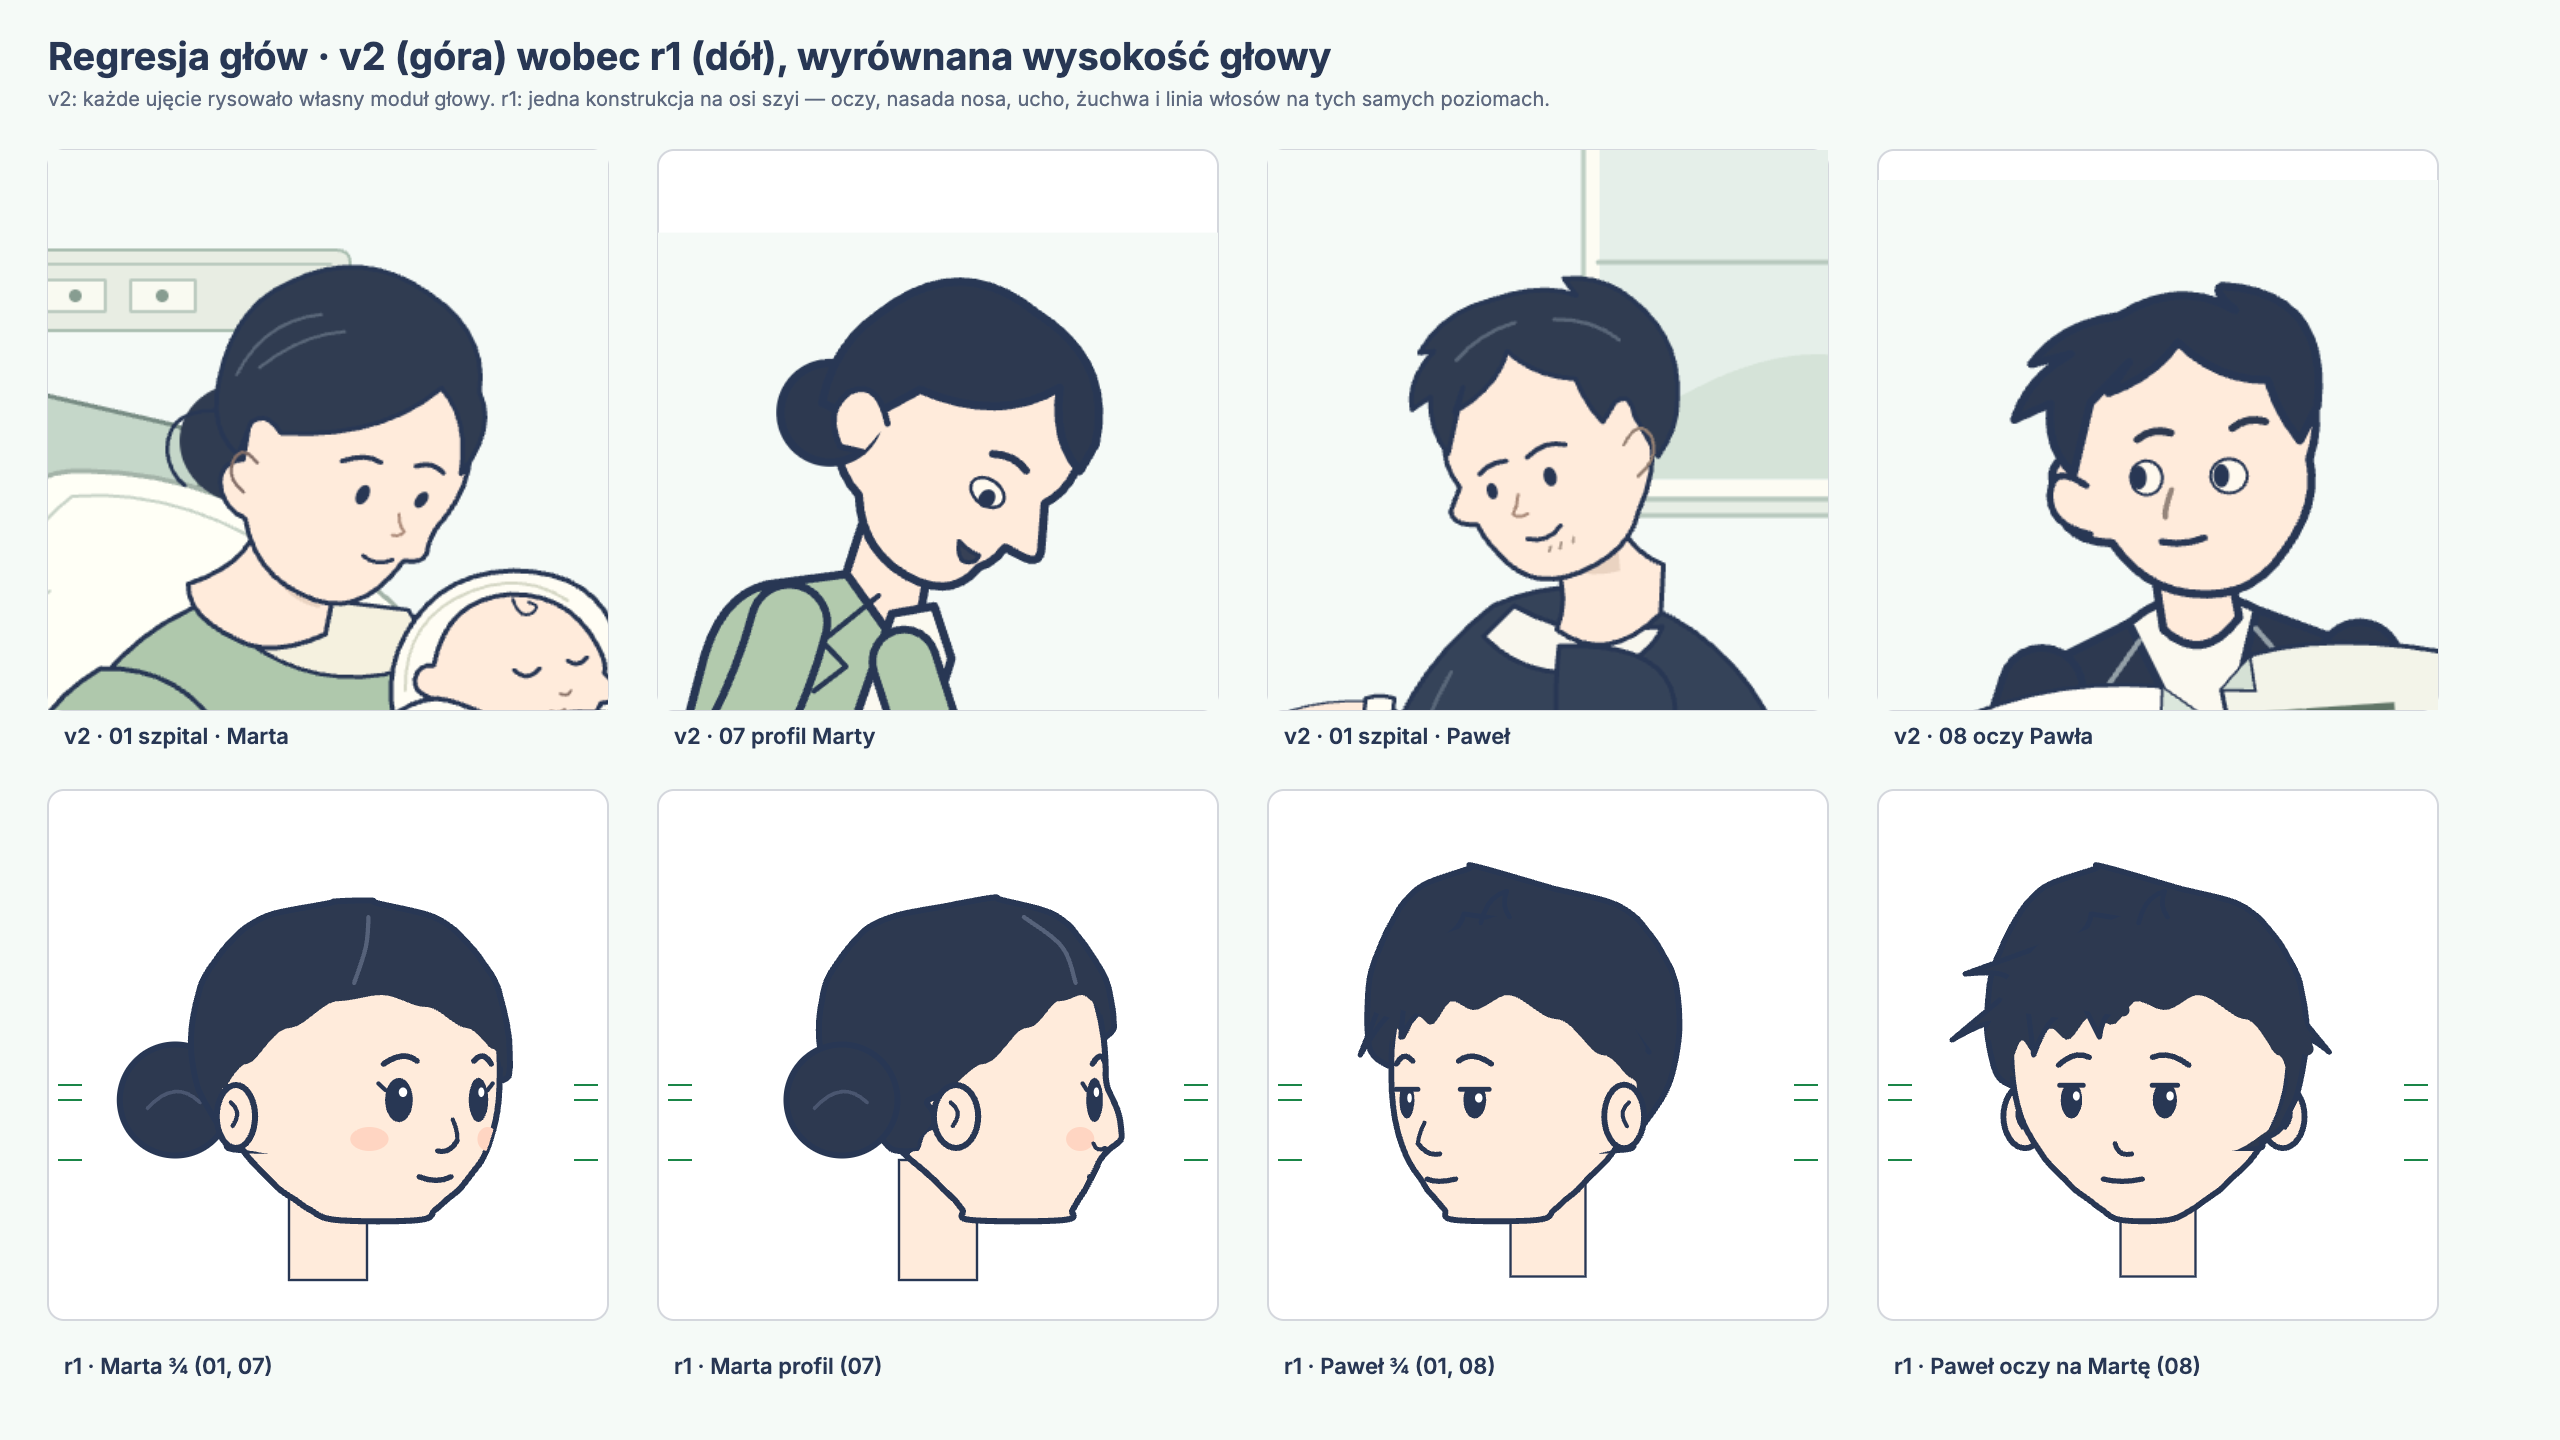 Regresja głów · v2 (góra) wobec r1 (dół), wyrównana wysokość głowy
v2: każde ujęcie rysowało własny moduł głowy. r1: jedna konstrukcja na osi szyi — oczy, nasada nosa, ucho, żuchwa i linia włosów na tych samych poziomach.
v2 · 01 szpital · Marta
v2 · 07 profil Marty
v2 · 01 szpital · Paweł
v2 · 08 oczy Pawła
r1 · Marta ¾ (01, 07)
r1 · Marta profil (07)
r1 · Paweł ¾ (01, 08)
r1 · Paweł oczy na Martę (08)